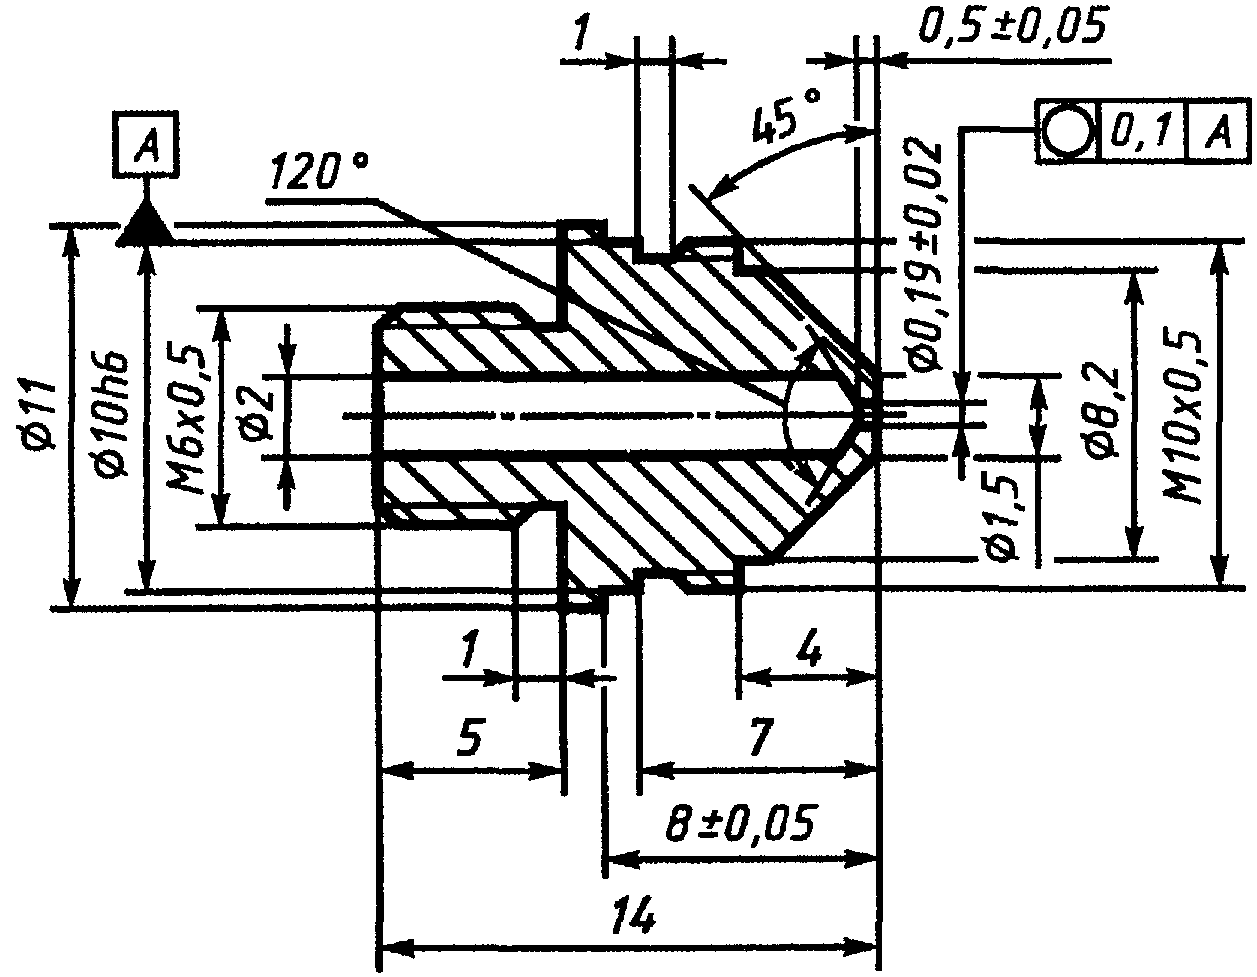 1
0,5±0,05
45°
0,1 A
A
120°
Ø0,19±0,02
Ø11
Ø10h6
M6x0,5
Ø2
Ø1,5
Ø8,2
M10x0,5
1
4
5
7
8±0,05
14